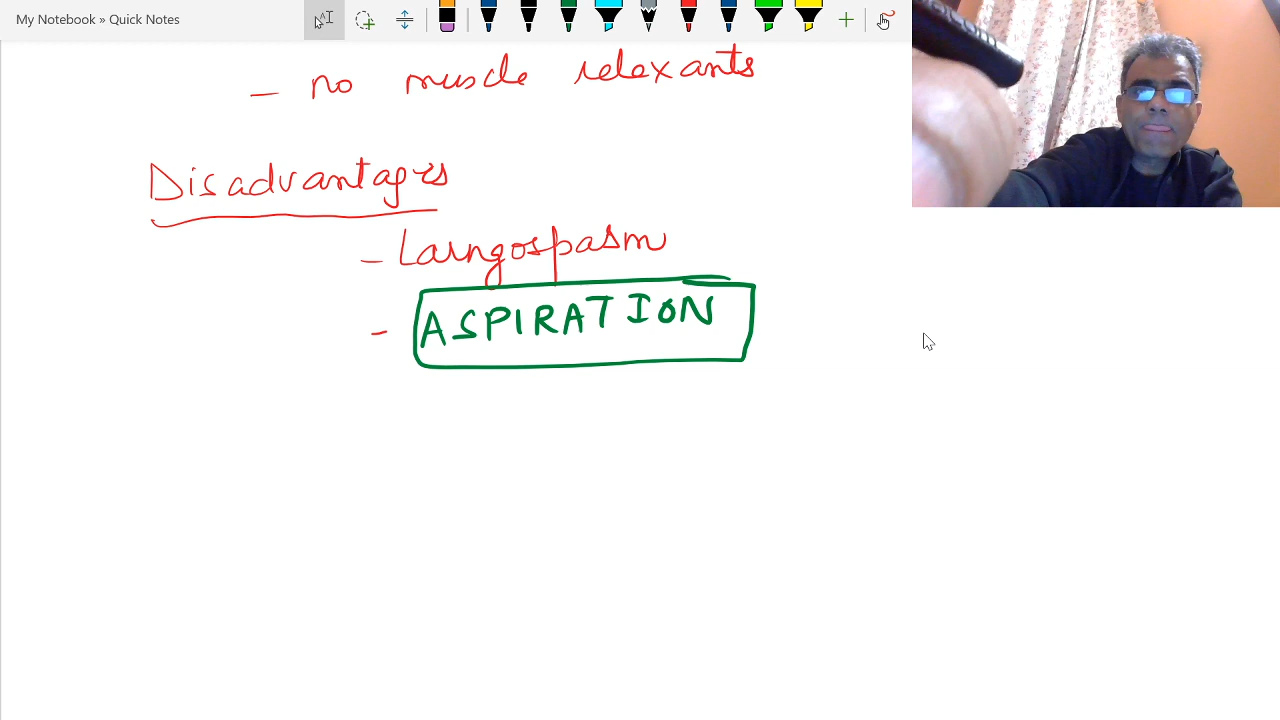 My Notebook » Quick Notes
- no muscle relaxants
Disadvantages
- Laryngospasm
- ASPIRATION